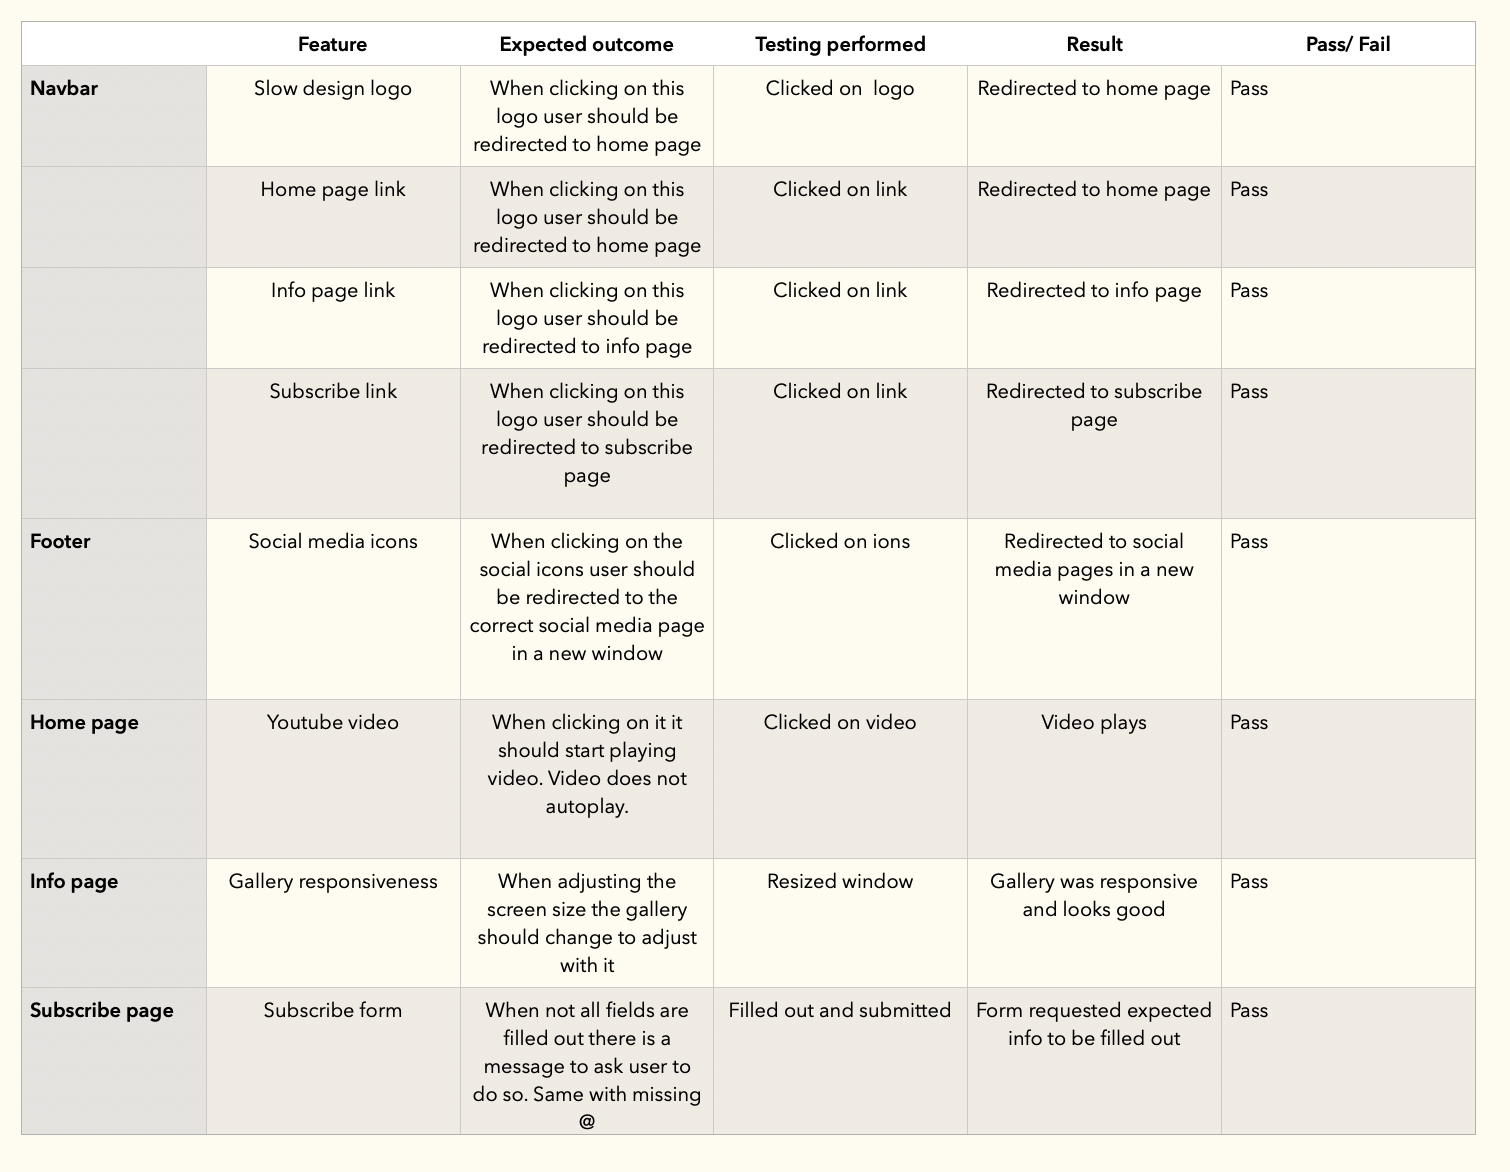 Feature Expected outcome Testing performed Result Pass/ Fail
Navbar Slow design logo When clicking on this Clicked on  logo Redirected to home page Pass
logo user should be
redirected to home page
Home page link When clicking on this Clicked on link Redirected to home page Pass
logo user should be
redirected to home page
Info page link When clicking on this Clicked on link Redirected to info page Pass
logo user should be
redirected to info page
Subscribe link When clicking on this Clicked on link Redirected to subscribe Pass
logo user should be page
redirected to subscribe
page
Footer Social media icons When clicking on the Clicked on ions Redirected to social Pass
social icons user should media pages in a new
be redirected to the window
correct social media page
in a new window
Home page Youtube video When clicking on it it Clicked on video Video plays Pass
should start playing
video. Video does not
autoplay.
Info page Gallery responsiveness When adjusting the Resized window Gallery was responsive Pass
screen size the gallery and looks good
should change to adjust
with it
Subscribe page Subscribe form When not all fields are Filled out and submitted Form requested expected Pass
filled out there is a info to be filled out
message to ask user to
do so. Same with missing
@